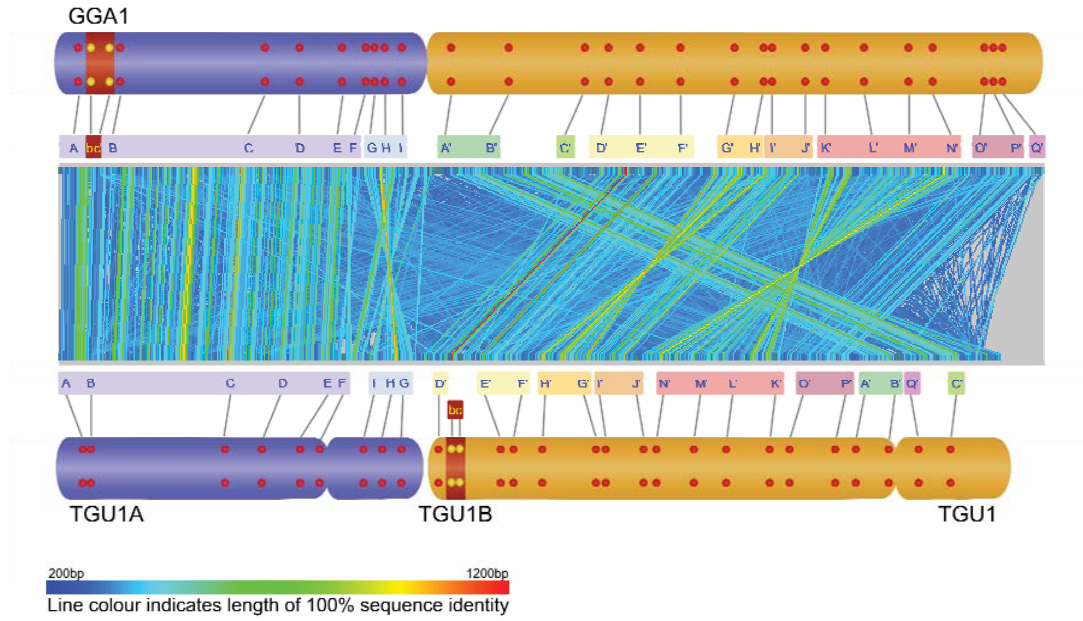 GGA1
A bc B C D E F G H I A' B' C' D' E' F' G' H' I' J' K' L' M' N' O' P' Q'
A B C D E F I H G D' E' F' H' G' I' J' N' M' L' K' O' P' A' B' Q' C'
bc
TGU1A TGU1B TGU1
200bp 1200bp
Line colour indicates length of 100% sequence identity